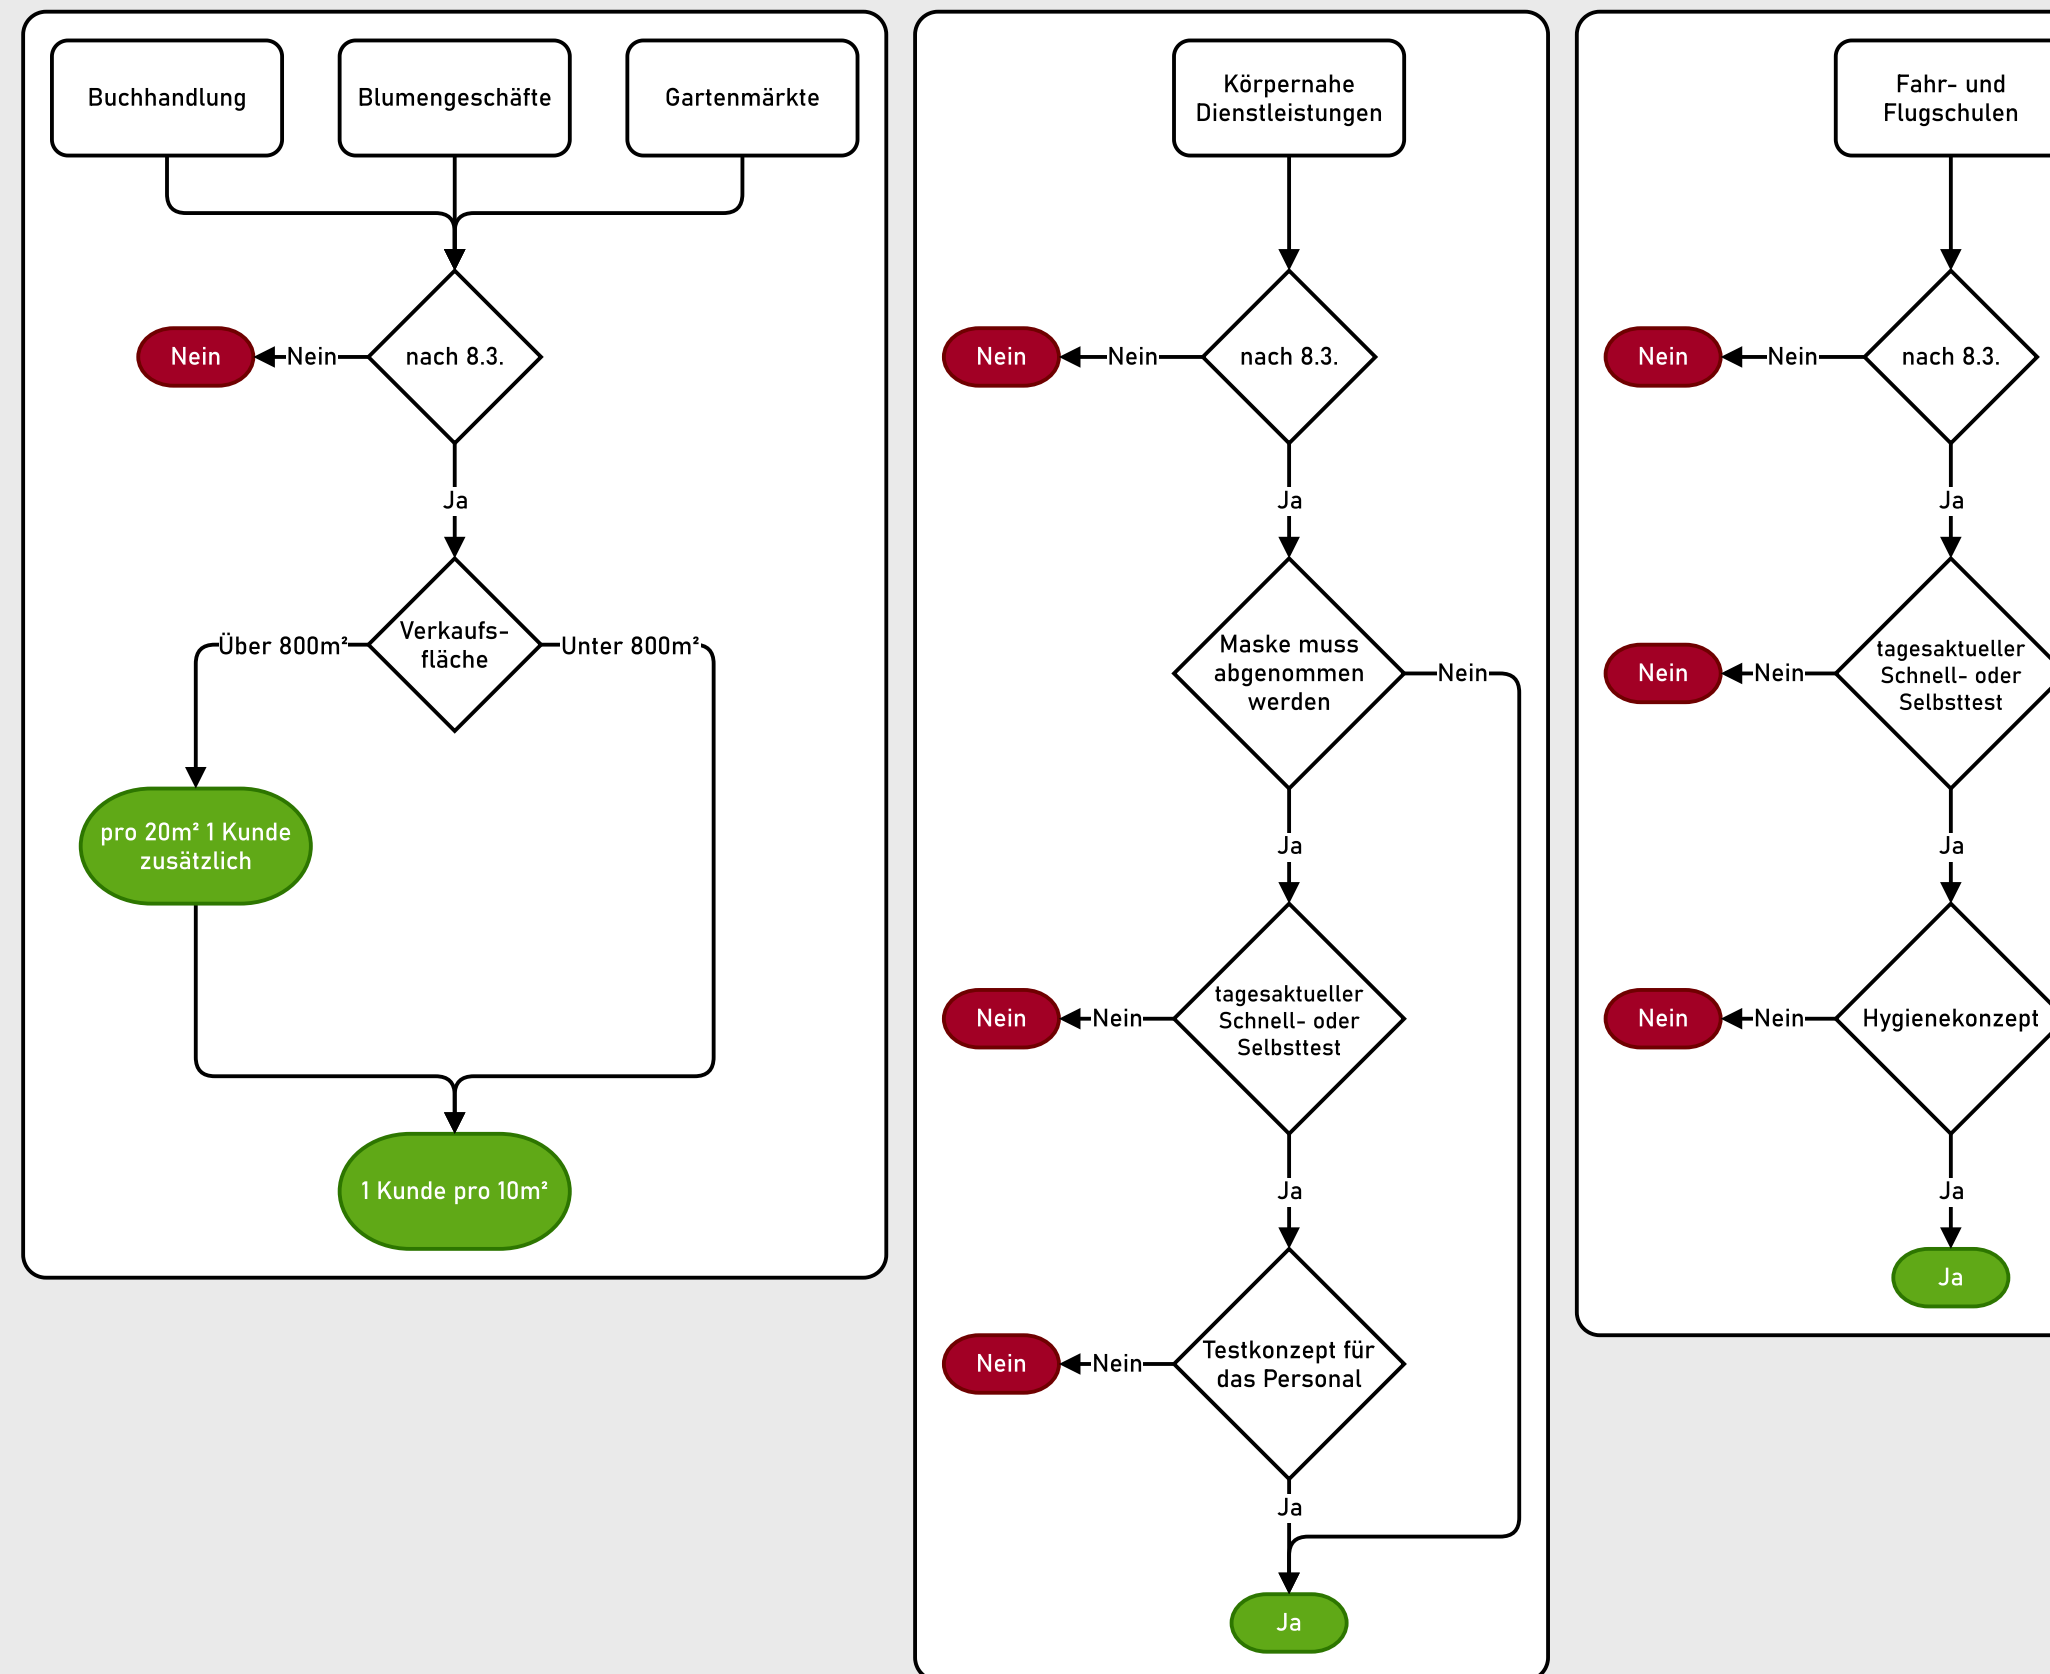 Buchhandlung
Blumengeschäfte
Gartenmärkte
nach 8.3.
Nein
Nein
Ja
Verkaufs-
fläche
Über 800m²
Unter 800m²
pro 20m² 1 Kunde
zusätzlich
1 Kunde pro 10m²
Körpernahe
Dienstleistungen
nach 8.3.
Nein
Nein
Ja
Maske muss
abgenommen
werden
Nein
Ja
tagesaktueller
Schnell- oder
Selbsttest
Nein
Nein
Ja
Testkonzept für
das Personal
Nein
Nein
Ja
Ja
Fahr- und
Flugschulen
nach 8.3.
Nein
Nein
Ja
tagesaktueller
Schnell- oder
Selbsttest
Nein
Nein
Ja
Hygienekonzept
Nein
Nein
Ja
Ja